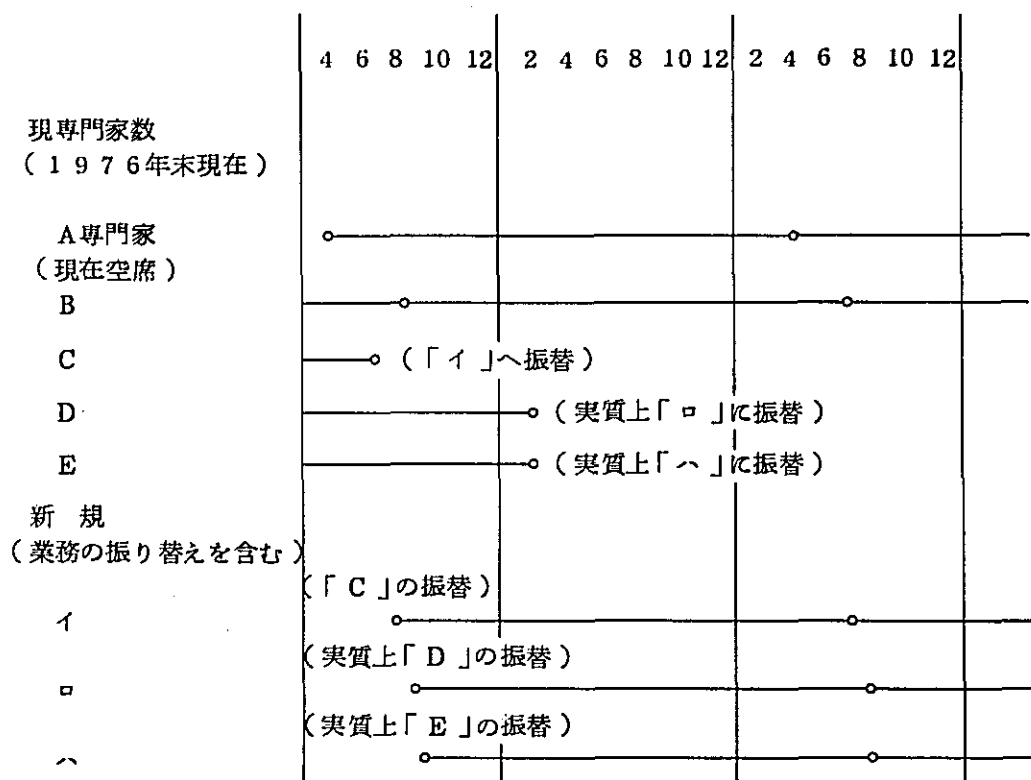 4 6 8 10 12 2 4 6 8 10 12 2 4 6 8 10 12
現専門家数
（１９７６年末現在）
A専門家
（現在空席）
B
C （「イ」へ振替）
D （実質上「ロ」に振替）
E （実質上「ハ」に振替）
新 規
（業務の振り替えを含む）
（「C」の振替）
イ
（実質上「D」の振替）
ロ
（実質上「E」の振替）
ハ